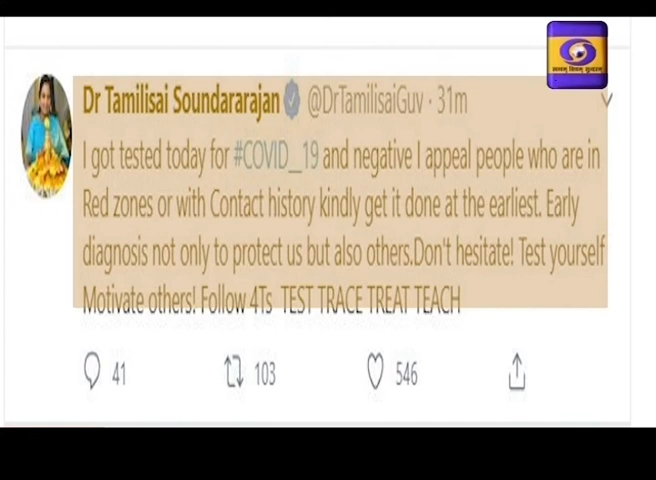 Dr Tamilisai Soundararajan @DrTamilisaiGuv · 31m
I got tested today for #COVID_19 and negative I appeal people who are in
Red zones or with Contact history kindly get it done at the earliest. Early
diagnosis not only to protect us but also others.Don't hesitate! Test yourself
Motivate others! Follow 4Ts TEST TRACE TREAT TEACH
41 103 546